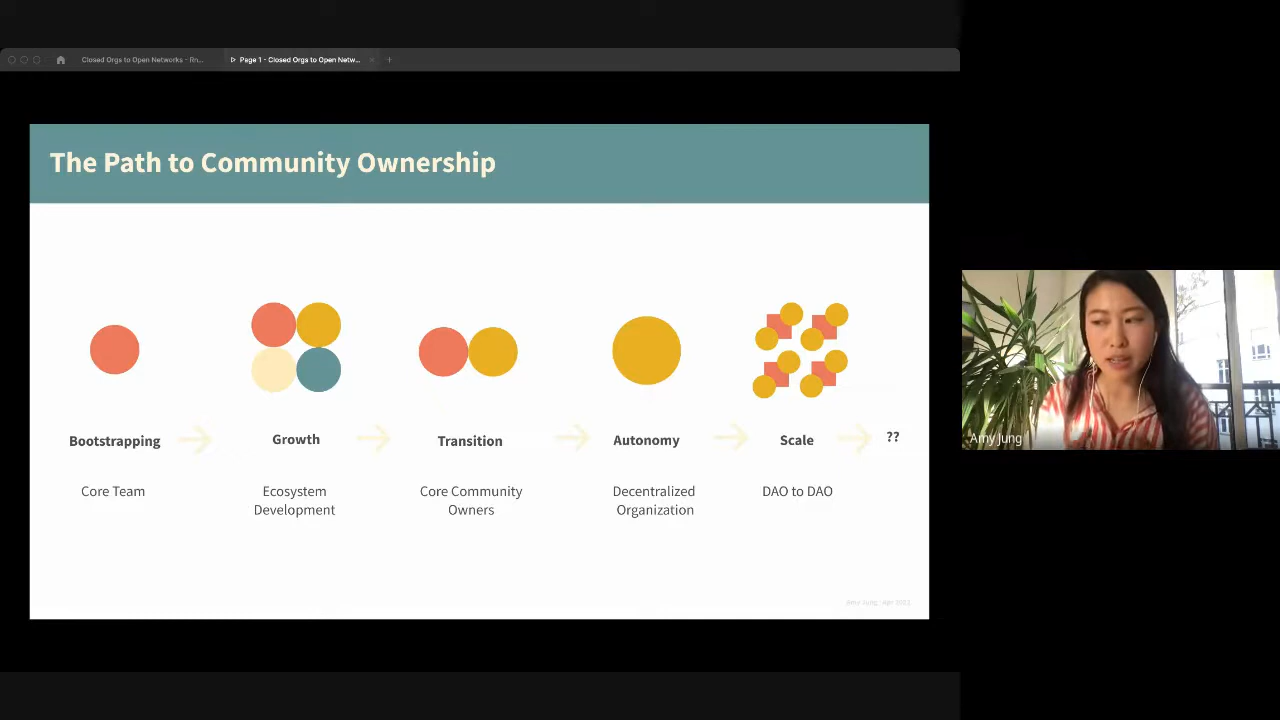 Closed Orgs to Open Networks - Rh...
Page 1 - Closed Orgs to Open Netw...
The Path to Community Ownership
Bootstrapping
Growth
Transition
Autonomy
Scale
??
Core Team
Ecosystem
Development
Core Community
Owners
Decentralized
Organization
DAO to DAO
Amy Jung